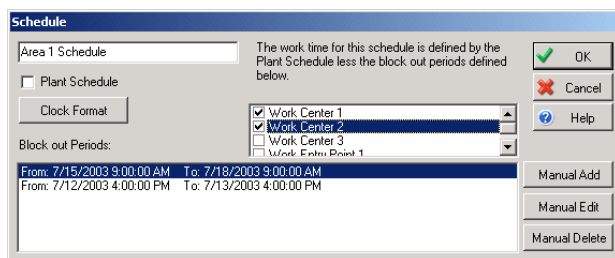 Schedule
Area 1 Schedule
The work time for this schedule is defined by the
Plant Schedule less the block out periods defined
below.
OK
Plant Schedule
Cancel
Clock Format
Work Center 1
Work Center 2
Work Center 3
Work Entry Point 1
Help
Block out Periods:
From: 7/15/2003 9:00:00 AM To: 7/18/2003 9:00:00 AM
From: 7/12/2003 4:00:00 PM To: 7/13/2003 4:00:00 PM
Manual Add
Manual Edit
Manual Delete